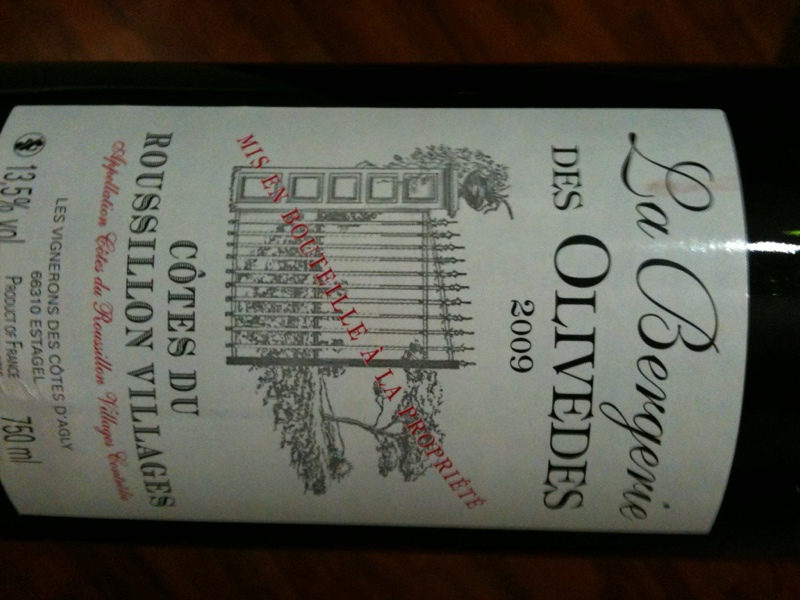 La Bergerie
DES OLIVEDES
2009
MIS EN BOUTEILLE À LA PROPRIÉTÉ
CÔTES DU
ROUSSILLON VILLAGES
Appellation Côtes du Roussillon Villages Contrôlée
LES VIGNERONS DES CÔTES D'AGLY
66310 ESTAGEL
13,5% vol PRODUCT OF FRANCE 750 ml